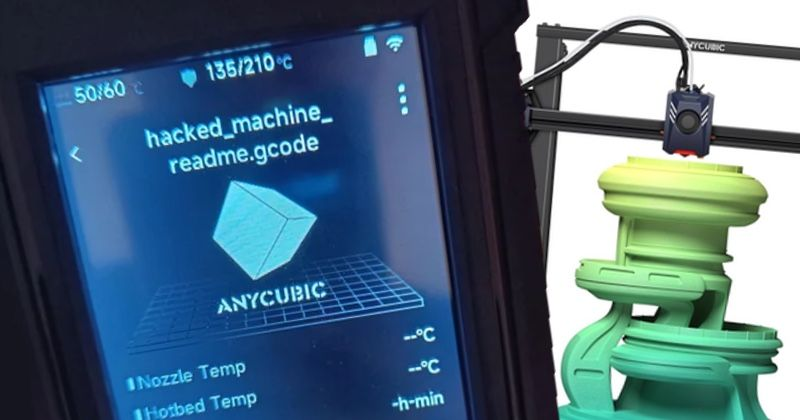 50/60 °C
135/210°C
hacked_machine_
readme.gcode
ANYCUBIC
Nozzle Temp --°C
Hotbed Temp --°C
-h-min
ANYCUBIC